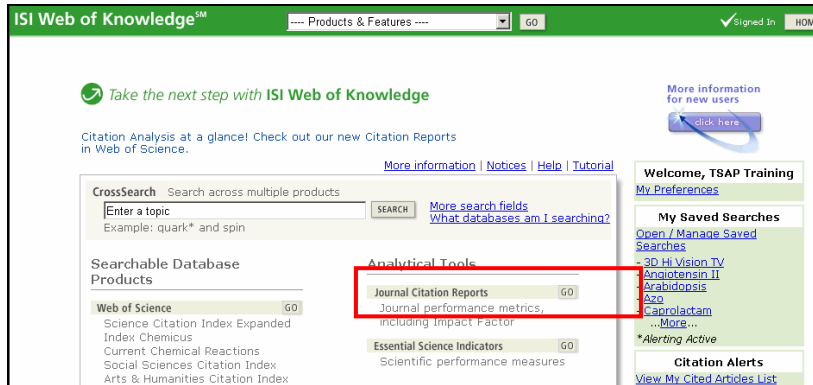 ISI Web of Knowledge℠
---- Products & Features ----
GO
Signed In
HOM
Take the next step with ISI Web of Knowledge
Citation Analysis at a glance! Check out our new Citation Reports
in Web of Science.
More information | Notices | Help | Tutorial
CrossSearch Search across multiple products
Enter a topic
SEARCH
More search fields
What databases am I searching?
Example: quark* and spin
Searchable Database
Products
Web of Science
GO
Science Citation Index Expanded
Index Chemicus
Current Chemical Reactions
Social Sciences Citation Index
Arts & Humanities Citation Index
Analytical Tools
Journal Citation Reports
GO
Journal performance metrics,
including Impact Factor
Essential Science Indicators
GO
Scientific performance measures
More information
for new users
click here
Welcome, TSAP Training
My Preferences
My Saved Searches
Open / Manage Saved
Searches
- 3D Hi Vision TV
- Angiotensin II
- Arabidopsis
- Azo
- Caprolactam
...More...
*Alerting Active
Citation Alerts
View My Cited Articles List